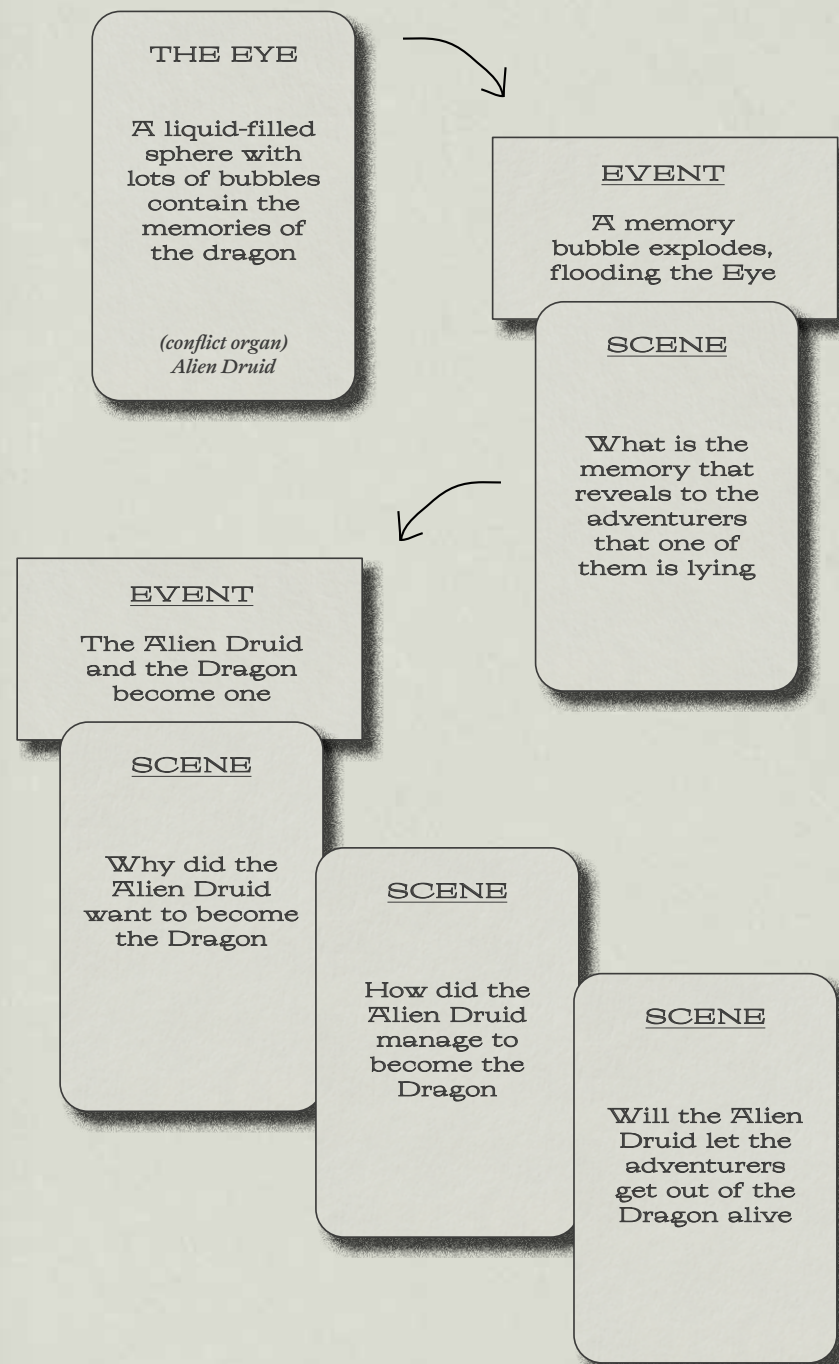 THE EYE
A liquid-filled
sphere with
lots of bubbles
contain the
memories of
the dragon
(conflict organ)
Alien Druid
EVENT
A memory
bubble explodes,
flooding the Eye
SCENE
What is the
memory that
reveals to the
adventurers
that one of
them is lying
EVENT
The Alien Druid
and the Dragon
become one
SCENE
Why did the
Alien Druid
want to become
the Dragon
SCENE
How did the
Alien Druid
manage to
become the
Dragon
SCENE
Will the Alien
Druid let the
adventurers
get out of the
Dragon alive